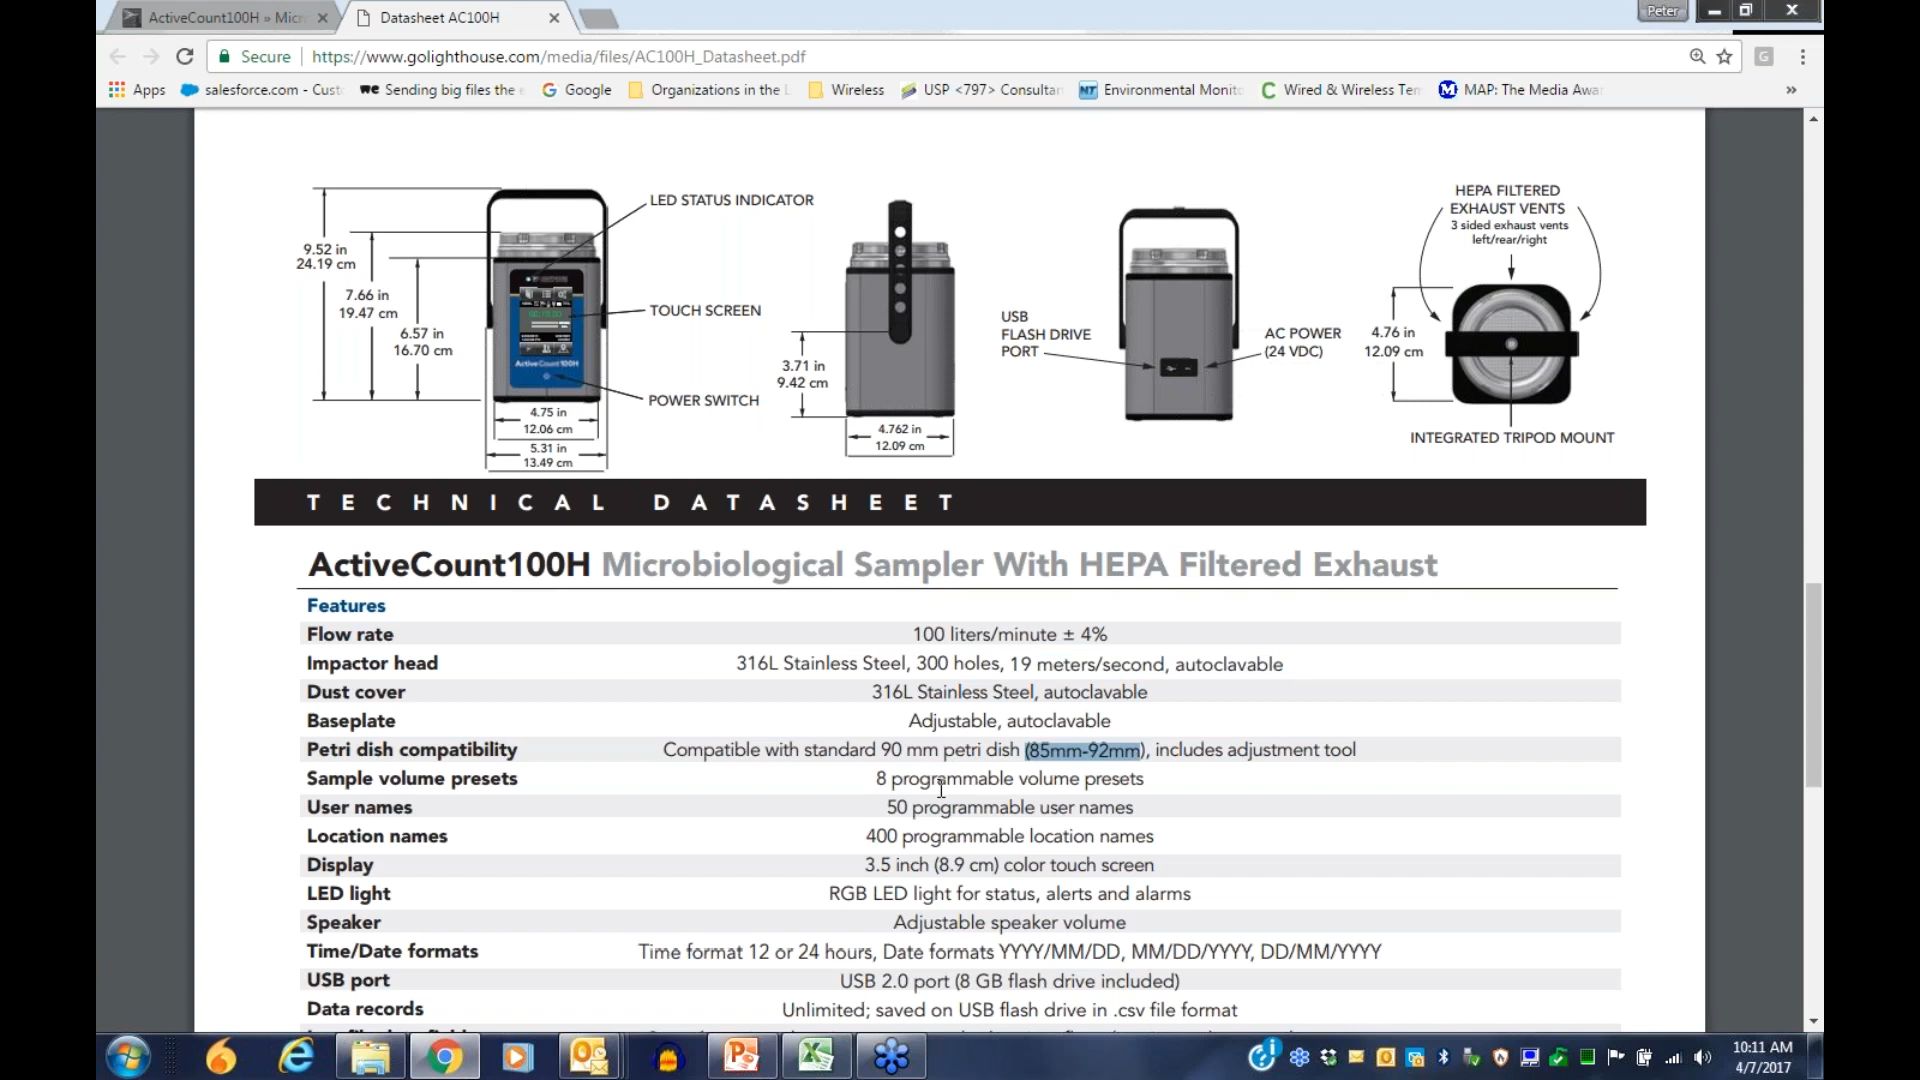 ActiveCount100H » Micr
Datasheet AC100H
Peter
Secure
https://www.golighthouse.com/media/files/AC100H_Datasheet.pdf
Apps
salesforce.com - Cust
we Sending big files the
Google
Organizations in the
Wireless
USP <797> Consultan
NT Environmental Monit
Wired & Wireless Tem
MAP: The Media Awa
LED STATUS INDICATOR
9.52 in
24.19 cm
7.66 in
19.47 cm
6.57 in
16.70 cm
TOUCH SCREEN
ActiveCount100H
POWER SWITCH
4.75 in
12.06 cm
5.31 in
13.49 cm
3.71 in
9.42 cm
4.762 in
12.09 cm
USB
FLASH DRIVE
PORT
AC POWER
(24 VDC)
HEPA FILTERED
EXHAUST VENTS
3 sided exhaust vents
left/rear/right
4.76 in
12.09 cm
INTEGRATED TRIPOD MOUNT
TECHNICAL DATASHEET
ActiveCount100H Microbiological Sampler With HEPA Filtered Exhaust
Features
Flow rate 100 liters/minute ± 4%
Impactor head 316L Stainless Steel, 300 holes, 19 meters/second, autoclavable
Dust cover 316L Stainless Steel, autoclavable
Baseplate Adjustable, autoclavable
Petri dish compatibility Compatible with standard 90 mm petri dish (85mm-92mm), includes adjustment tool
Sample volume presets 8 programmable volume presets
User names 50 programmable user names
Location names 400 programmable location names
Display 3.5 inch (8.9 cm) color touch screen
LED light RGB LED light for status, alerts and alarms
Speaker Adjustable speaker volume
Time/Date formats Time format 12 or 24 hours, Date formats YYYY/MM/DD, MM/DD/YYYY, DD/MM/YYYY
USB port USB 2.0 port (8 GB flash drive included)
Data records Unlimited; saved on USB flash drive in .csv file format
10:11 AM
4/7/2017